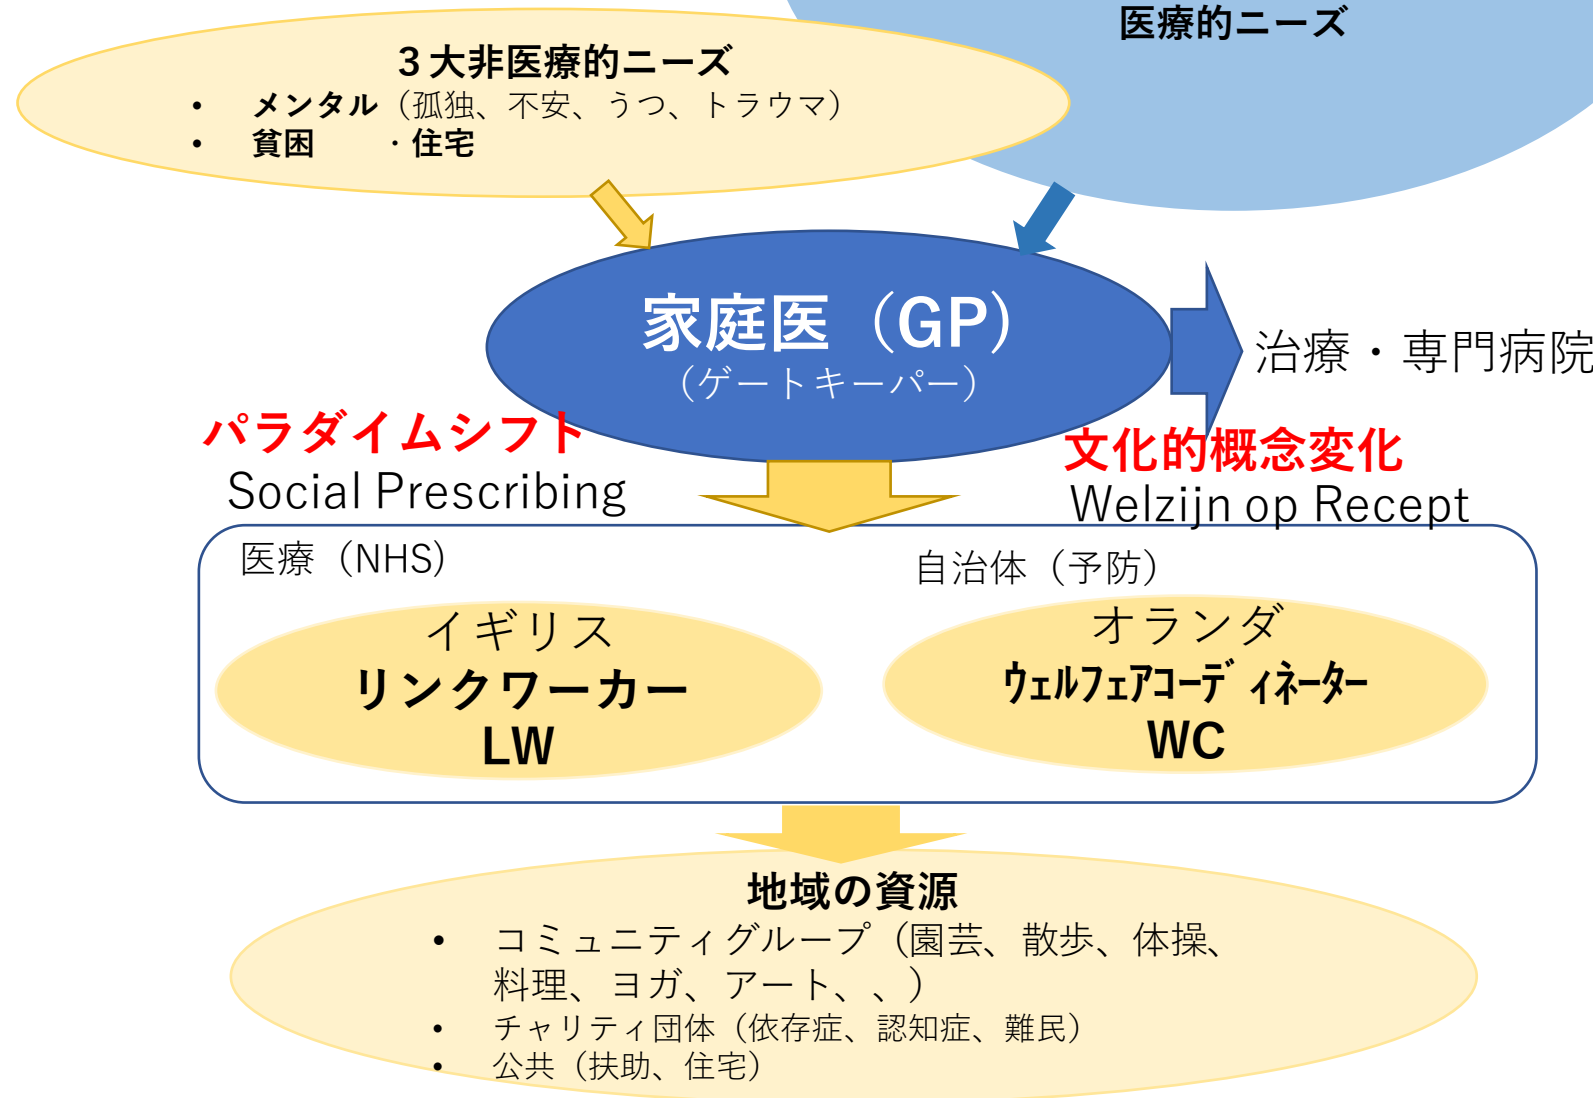 医療的ニーズ
３大非医療的ニーズ
• メンタル（孤独、不安、うつ、トラウマ）
• 貧困　・住宅
家庭医（GP）
（ゲートキーパー）
治療・専門病院
パラダイムシフト
Social Prescribing
文化的概念変化
Welzijn op Recept
医療（NHS）
自治体（予防）
イギリス
リンクワーカー
LW
オランダ
ｳｪﾙﾌｪｱｺｰﾃﾞｨﾈｰﾀｰ
WC
地域の資源
• コミュニティグループ（園芸、散歩、体操、
料理、ヨガ、アート、、）
• チャリティ団体（依存症、認知症、難民）
• 公共（扶助、住宅）